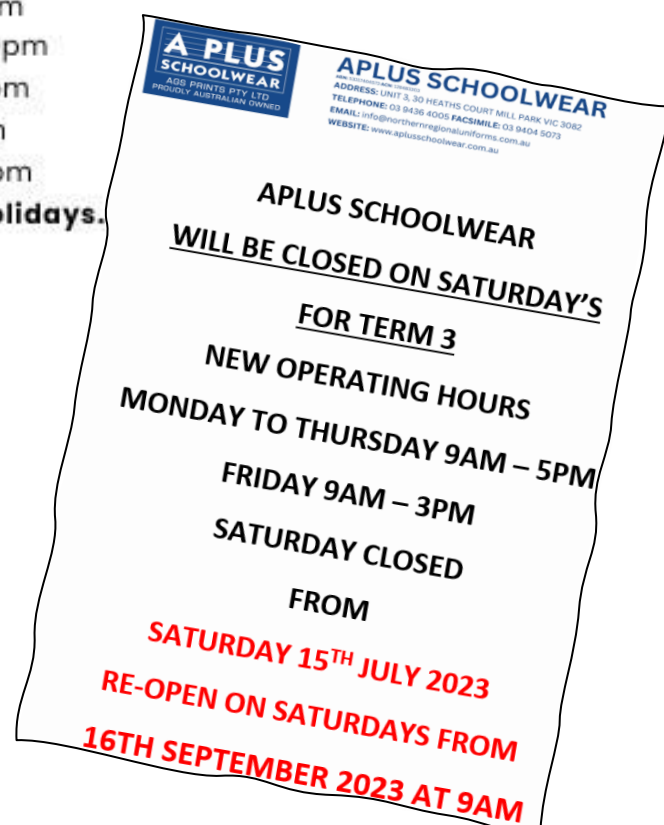 m
pm
pm
m
pm
olidays.
A PLUS
SCHOOLWEAR
AGS PRINTS PTY LTD
PROUDLY AUSTRALIAN OWNED
APLUS SCHOOLWEAR
ADDRESS: UNIT 3, 30 HEATHS COURT MILL PARK VIC 3082
TELEPHONE: 03 9436 4005 FACSIMILE: 03 9404 5073
EMAIL: info@northernregionaluniforms.com.au
WEBSITE: www.aplusschoolwear.com.au
APLUS SCHOOLWEAR
WILL BE CLOSED ON SATURDAY’S
FOR TERM 3
NEW OPERATING HOURS
MONDAY TO THURSDAY 9AM – 5PM
FRIDAY 9AM – 3PM
SATURDAY CLOSED
FROM
SATURDAY 15TH JULY 2023
RE-OPEN ON SATURDAYS FROM
16TH SEPTEMBER 2023 AT 9AM